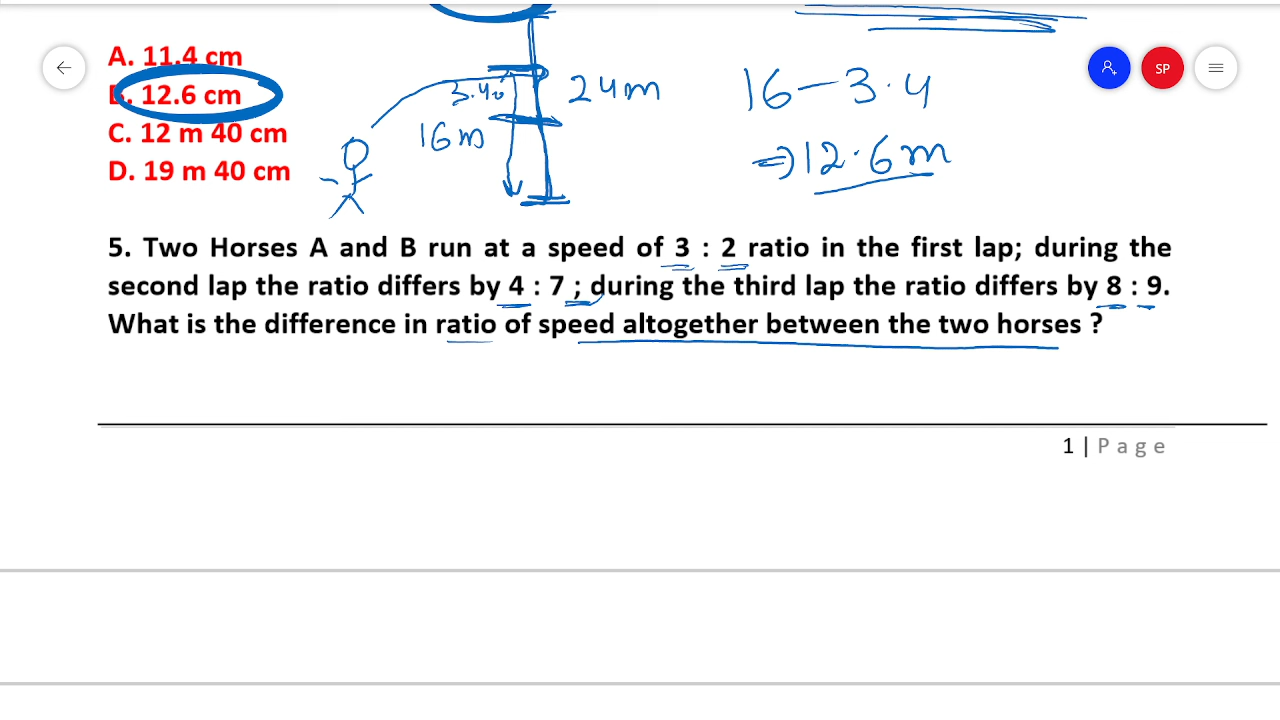 A. 11.4 cm
B. 12.6 cm
C. 12 m 40 cm
D. 19 m 40 cm
3.40
16m
24m
16-3.4
⇒12.6m
SP
5. Two Horses A and B run at a speed of 3 : 2 ratio in the first lap; during the
second lap the ratio differs by 4 : 7 ; during the third lap the ratio differs by 8 : 9.
What is the difference in ratio of speed altogether between the two horses ?
1 | Page